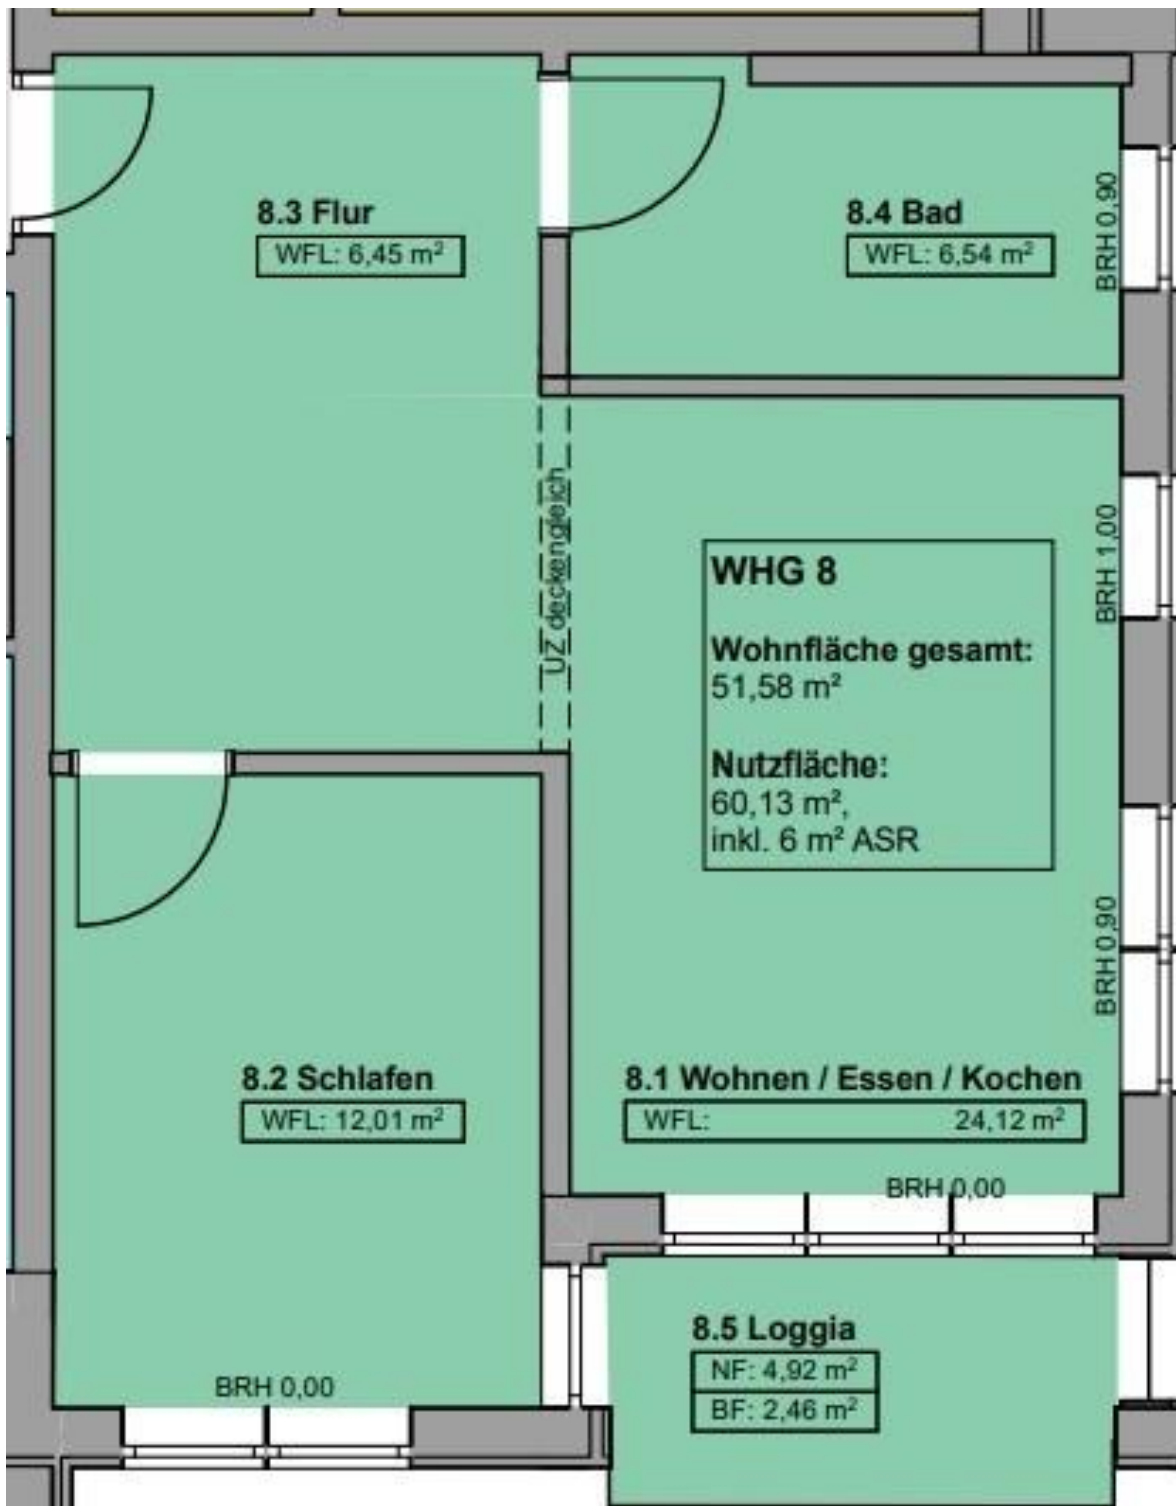 8.3 Flur
WFL: 6,45 m²
8.4 Bad
WFL: 6,54 m²
BRH 0,90
UZ deckengleich
BRH 1,00
WHG 8
Wohnfläche gesamt:
51,58 m²
Nutzfläche:
60,13 m²,
inkl. 6 m² ASR
BRH 0,90
8.2 Schlafen
WFL: 12,01 m²
8.1 Wohnen / Essen / Kochen
WFL: 24,12 m²
BRH 0,00
8.5 Loggia
NF: 4,92 m²
BF: 2,46 m²
BRH 0,00